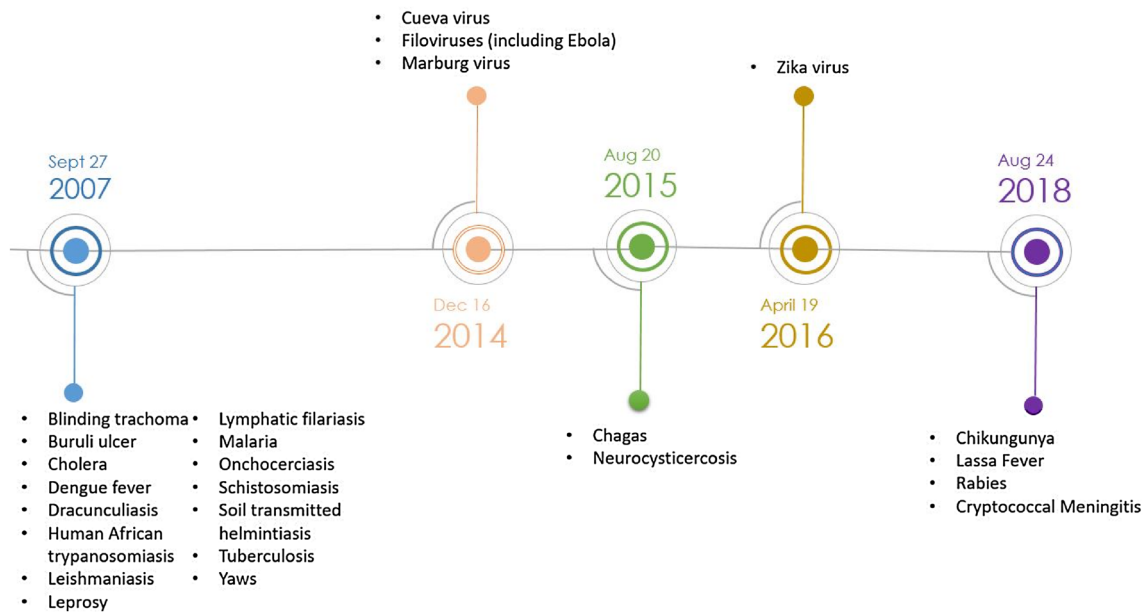 • Cueva virus
• Filoviruses (including Ebola)
• Marburg virus
• Zika virus
Sept 27
2007
Aug 20
2015
Aug 24
2018
Dec 16
2014
April 19
2016
• Blinding trachoma
• Buruli ulcer
• Cholera
• Dengue fever
• Dracunculiasis
• Human African
trypanosomiasis
• Leishmaniasis
• Leprosy
• Lymphatic filariasis
• Malaria
• Onchocerciasis
• Schistosomiasis
• Soil transmitted
helmintiasis
• Tuberculosis
• Yaws
• Chagas
• Neurocysticercosis
• Chikungunya
• Lassa Fever
• Rabies
• Cryptococcal Meningitis